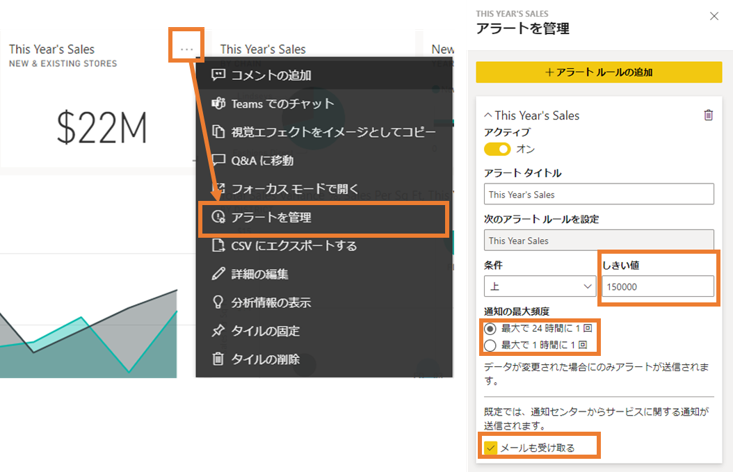 This Year's Sales
NEW & EXISTING STORES
...
$22M
This Year's Sales
New
コメントの追加
Teams でのチャット
視覚エフェクトをイメージとしてコピー
Q&A に移動
フォーカス モードで開く
アラートを管理
CSV にエクスポートする
詳細の編集
分析情報の表示
タイルの固定
タイルの削除
THIS YEAR'S SALES
アラートを管理
+ アラート ルールの追加
This Year's Sales
アクティブ
オン
アラート タイトル
This Year's Sales
次のアラート ルールを設定
This Year Sales
条件
しきい値
上
150000
通知の最大頻度
最大で 24 時間に 1 回
最大で 1 時間に 1 回
データが変更された場合にのみアラートが送信されま
す。
既定では、通知センターからサービスに関する通知が
送信されます。
メールも受け取る